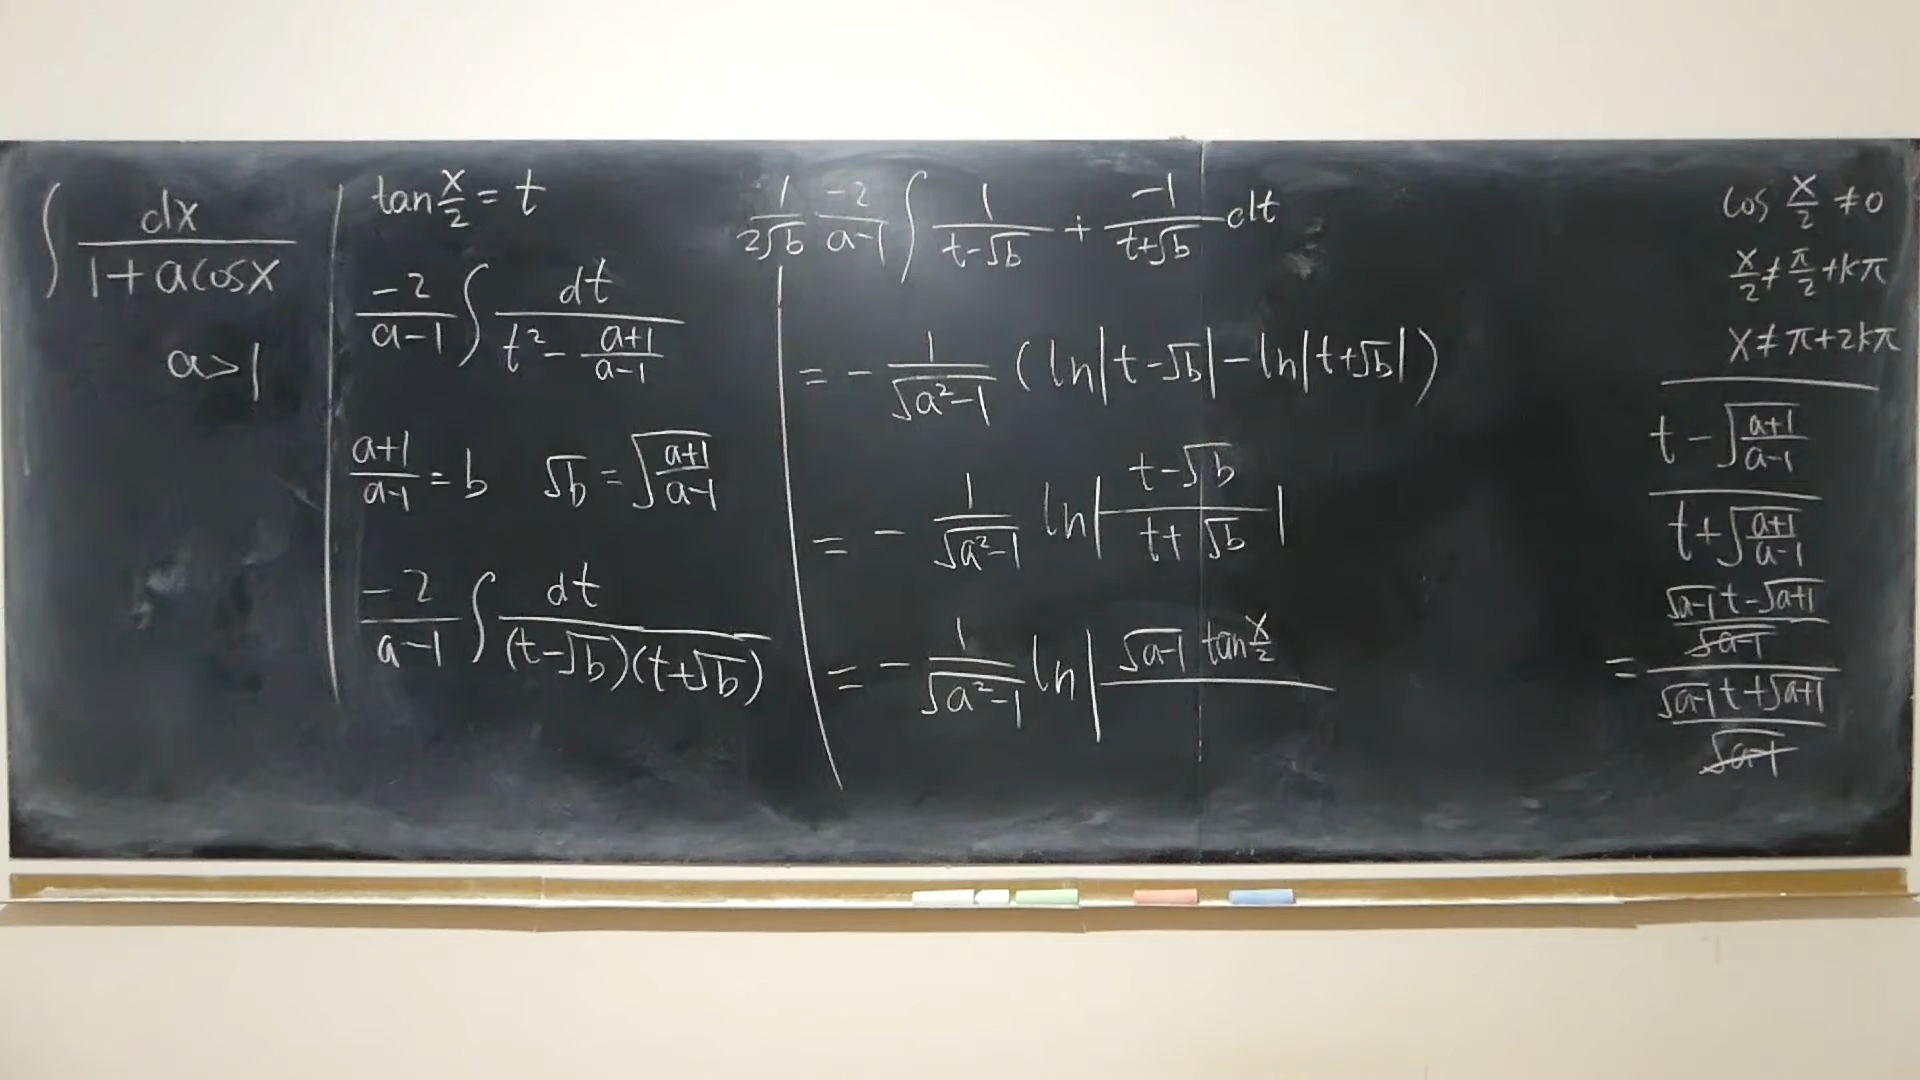 ∫ dx / (1+a cos x)
a>1
tan x/2 = t
-2/(a-1) ∫ dt / (t² - (a+1)/(a-1))
(a+1)/(a-1) = b √b = √((a+1)/(a-1))
-2/(a-1) ∫ dt / ((t-√b)(t+√b))
1/(2√b) -2/(a-1) ∫ 1/(t-√b) + -1/(t+√b) dt
= - 1/√(a²-1) (ln|t-√b| - ln|t+√b|)
= - 1/√(a²-1) ln| (t-√b)/(t+√b) |
= - 1/√(a²-1) ln| √(a-1) tan x/2
cos x/2 ≠ 0
x/2 ≠ π/2 + kπ
x ≠ π + 2kπ
(t - √((a+1)/(a-1))) / (t + √((a+1)/(a-1)))
= ((√(a-1) t - √(a+1)) / √(a-1)) / ((√(a-1) t + √(a+1)) / √(a-1))